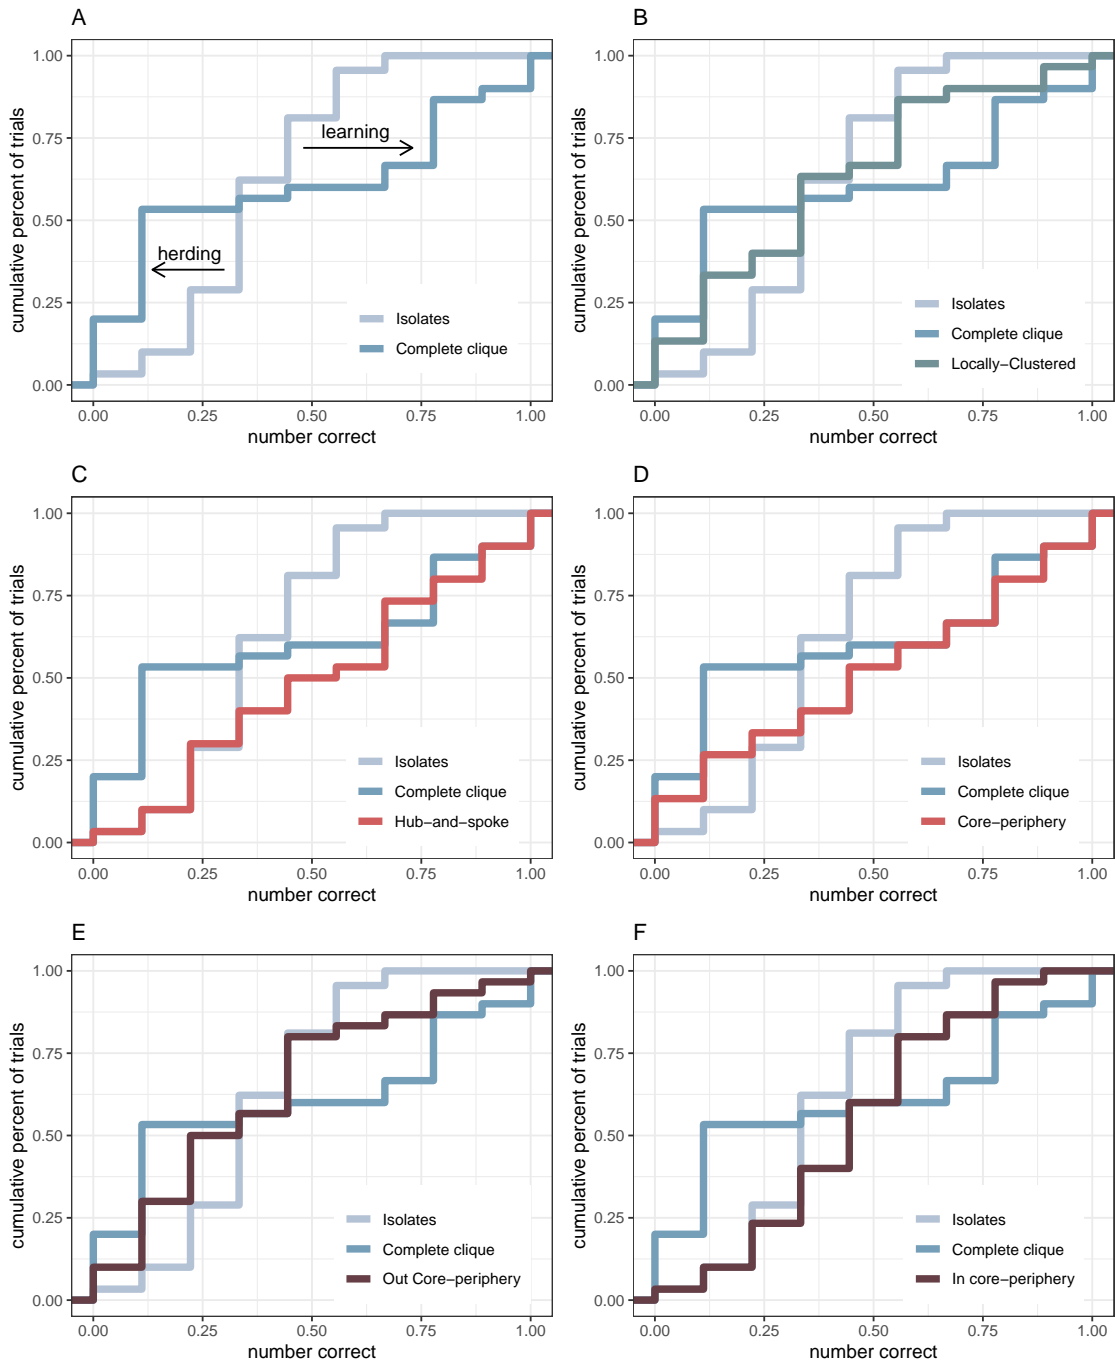 A
cumulative percent of trials
1.00
0.75
0.50
0.25
0.00
learning
herding
Isolates
Complete clique
0.00 0.25 0.50 0.75 1.00
number correct
B
cumulative percent of trials
1.00
0.75
0.50
0.25
0.00
Isolates
Complete clique
Locally−Clustered
0.00 0.25 0.50 0.75 1.00
number correct
C
cumulative percent of trials
1.00
0.75
0.50
0.25
0.00
Isolates
Complete clique
Hub−and−spoke
0.00 0.25 0.50 0.75 1.00
number correct
D
cumulative percent of trials
1.00
0.75
0.50
0.25
0.00
Isolates
Complete clique
Core−periphery
0.00 0.25 0.50 0.75 1.00
number correct
E
cumulative percent of trials
1.00
0.75
0.50
0.25
0.00
Isolates
Complete clique
Out Core−periphery
0.00 0.25 0.50 0.75 1.00
number correct
F
cumulative percent of trials
1.00
0.75
0.50
0.25
0.00
Isolates
Complete clique
In core−periphery
0.00 0.25 0.50 0.75 1.00
number correct